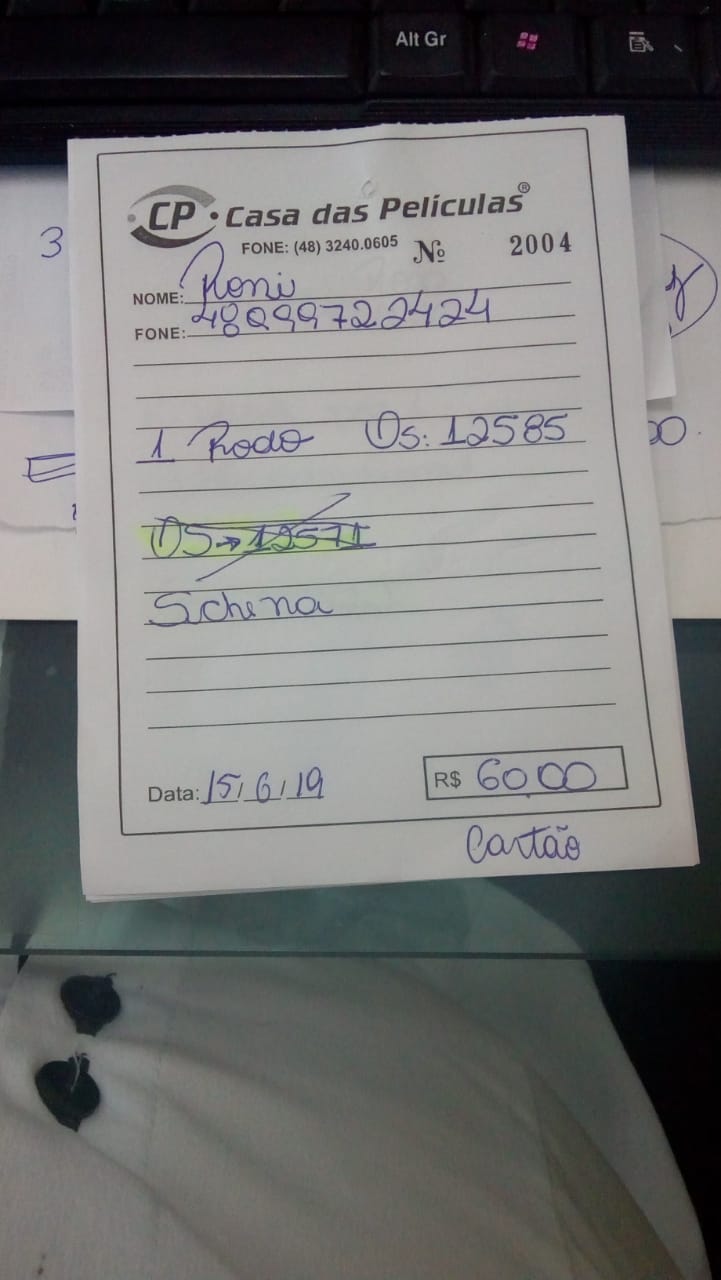 Alt Gr
CP · Casa das Películas®
FONE: (48) 3240.0605 Nº 2004
NOME: Roni
FONE: 48999722424
1 Rodo OS: 12585
OS → 12571
Schena
Data: 15/6/19 R$ 60,00
Cartão
3